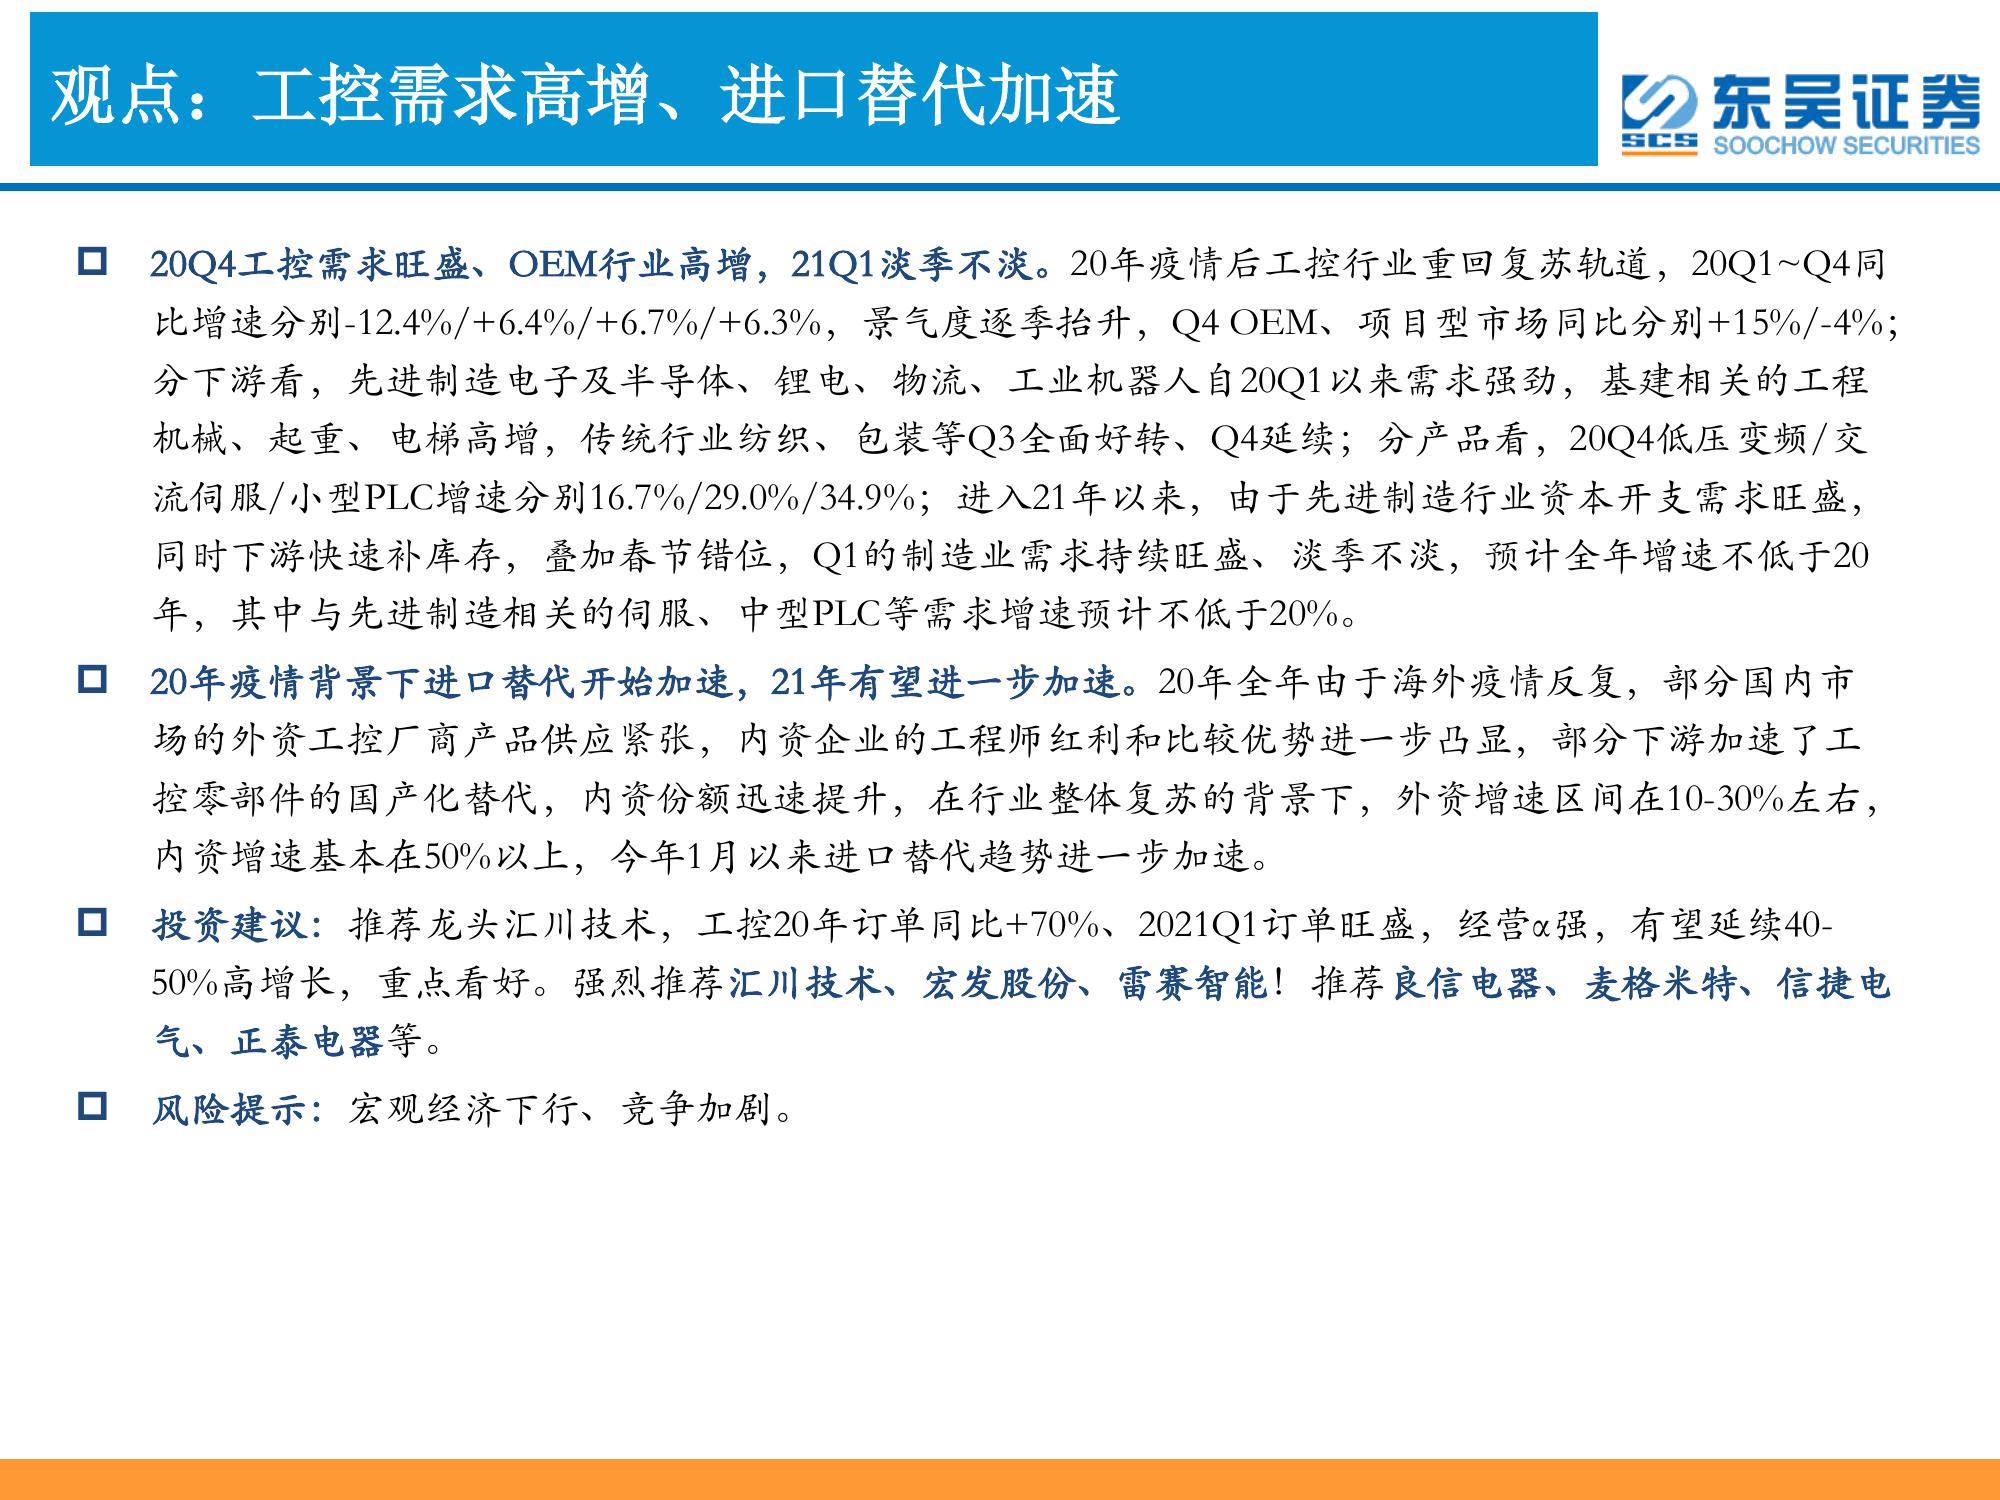 观点：工控需求高增、进口替代加速
SCS
东吴证券
SOOCHOW SECURITIES
20Q4工控需求旺盛、OEM行业高增，21Q1淡季不淡。20年疫情后工控行业重回复苏轨道，20Q1~Q4同
比增速分别-12.4%/+6.4%/+6.7%/+6.3%，景气度逐季抬升，Q4 OEM、项目型市场同比分别+15%/-4%；
分下游看，先进制造电子及半导体、锂电、物流、工业机器人自20Q1以来需求强劲，基建相关的工程
机械、起重、电梯高增，传统行业纺织、包装等Q3全面好转、Q4延续；分产品看，20Q4低压变频/交
流伺服/小型PLC增速分别16.7%/29.0%/34.9%；进入21年以来，由于先进制造行业资本开支需求旺盛，
同时下游快速补库存，叠加春节错位，Q1的制造业需求持续旺盛、淡季不淡，预计全年增速不低于20
年，其中与先进制造相关的伺服、中型PLC等需求增速预计不低于20%。
20年疫情背景下进口替代开始加速，21年有望进一步加速。20年全年由于海外疫情反复，部分国内市
场的外资工控厂商产品供应紧张，内资企业的工程师红利和比较优势进一步凸显，部分下游加速了工
控零部件的国产化替代，内资份额迅速提升，在行业整体复苏的背景下，外资增速区间在10-30%左右，
内资增速基本在50%以上，今年1月以来进口替代趋势进一步加速。
投资建议：推荐龙头汇川技术，工控20年订单同比+70%、2021Q1订单旺盛，经营α强，有望延续40-
50%高增长，重点看好。强烈推荐汇川技术、宏发股份、雷赛智能！推荐良信电器、麦格米特、信捷电
气、正泰电器等。
风险提示：宏观经济下行、竞争加剧。